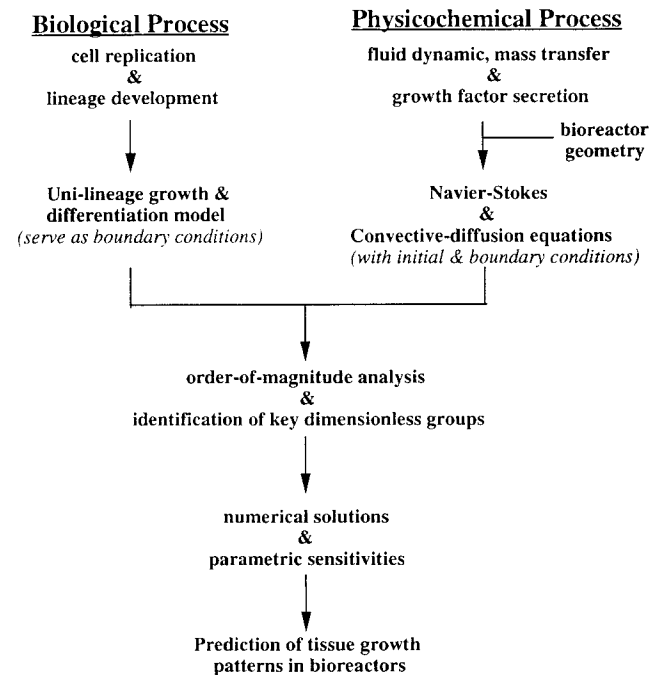 Biological Process
cell replication
&
lineage development
Uni-lineage growth &
differentiation model
(serve as boundary conditions)
Physicochemical Process
fluid dynamic, mass transfer
&
growth factor secretion
bioreactor
geometry
Navier-Stokes
&
Convective-diffusion equations
(with initial & boundary conditions)
order-of-magnitude analysis
&
identification of key dimensionless groups
numerical solutions
&
parametric sensitivities
Prediction of tissue growth
patterns in bioreactors